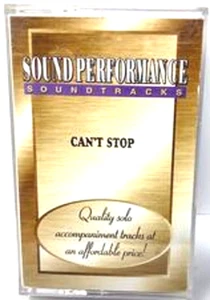 SOUND PERFORMANCE
SOUNDTRACKS
CAN'T STOP
Quality solo
accompaniment tracks at
an affordable price!